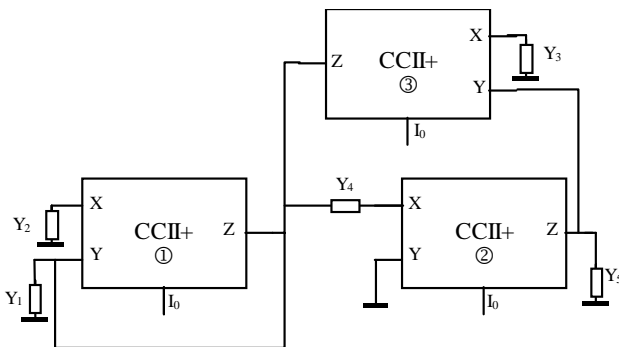 X
Z
CCII+
Y3
③
Y
I0
Y4
X
X
Y2
CCII+
Z
CCII+
Z
Y
①
Y
②
Y1
Y5
I0
I0